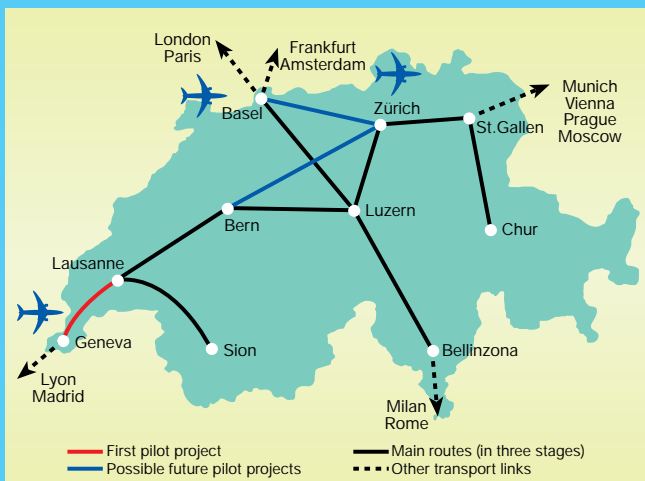 London
Paris
Frankfurt
Amsterdam
Basel
Zürich
St.Gallen
Munich
Vienna
Prague
Moscow
Bern
Luzern
Chur
Lausanne
Geneva
Sion
Bellinzona
Lyon
Madrid
Milan
Rome
First pilot project
Possible future pilot projects
Main routes (in three stages)
Other transport links